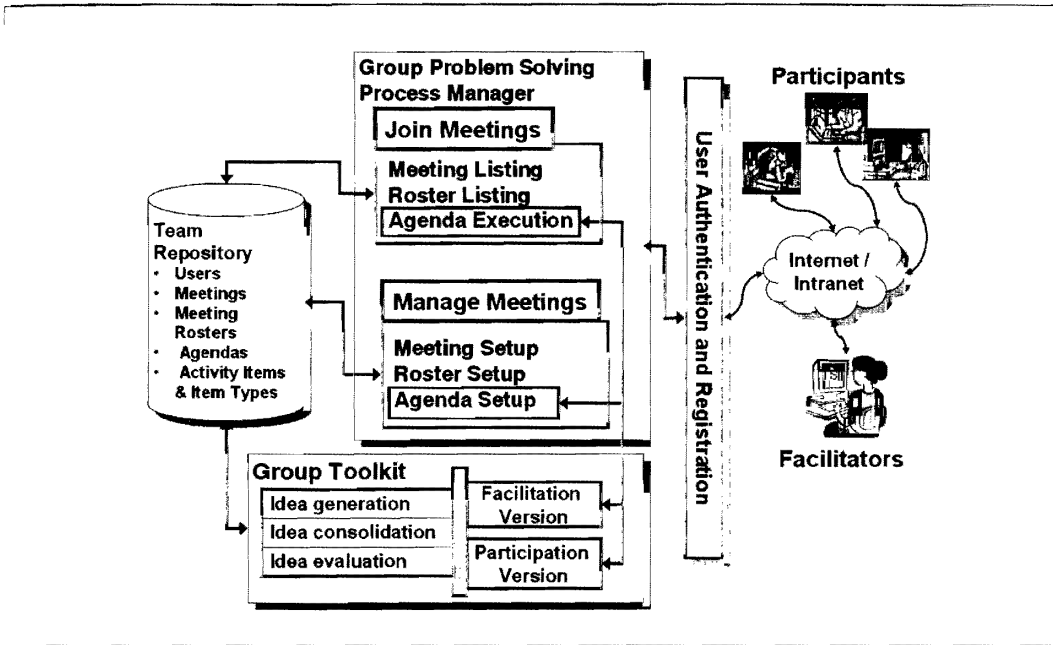 Group Problem Solving
Process Manager
Join Meetings
Meeting Listing
Roster Listing
Agenda Execution
Manage Meetings
Meeting Setup
Roster Setup
Agenda Setup
Team
Repository
• Users
• Meetings
• Meeting
Rosters
• Agendas
• Activity Items
& Item Types
Group Toolkit
Idea generation
Idea consolidation
Idea evaluation
Facilitation
Version
Participation
Version
User Authentication and Registration
Participants
Internet /
Intranet
Facilitators